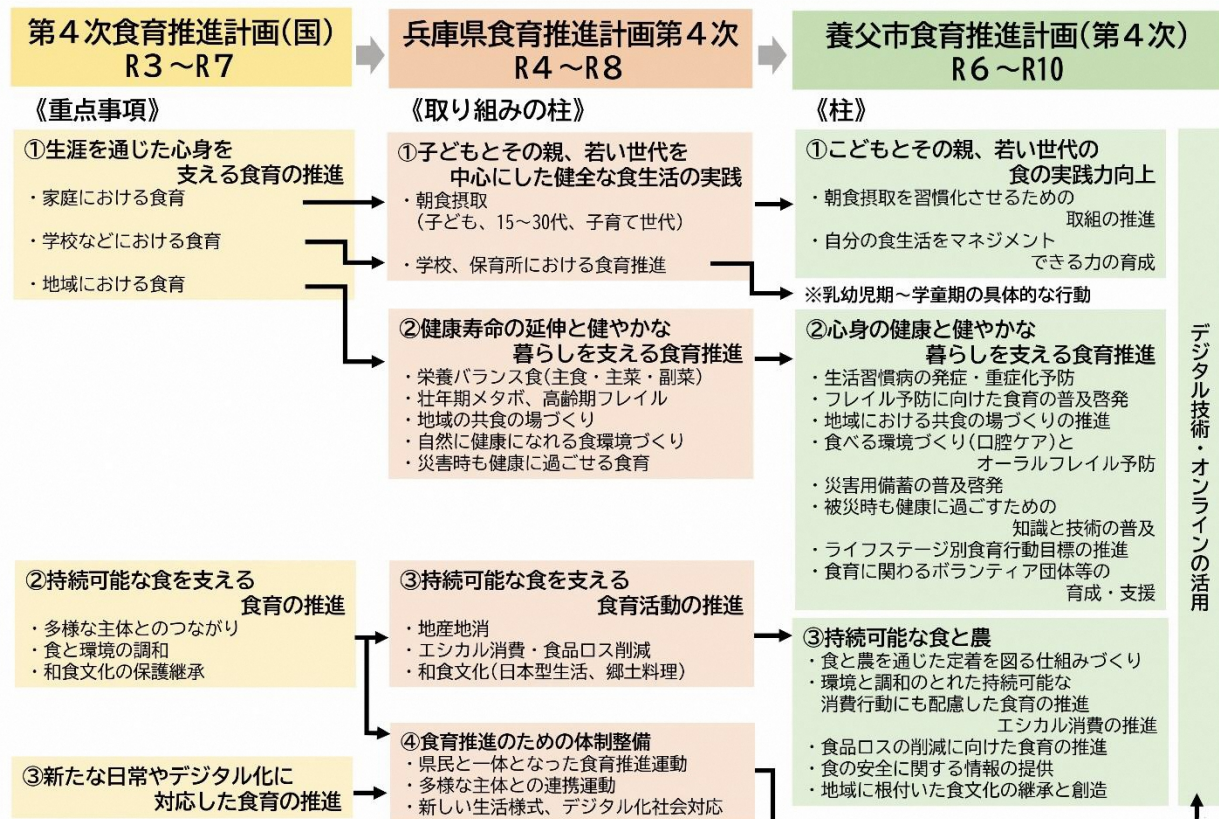 第4次食育推進計画(国)
R3～R7
兵庫県食育推進計画第4次
R4～R8
養父市食育推進計画(第4次)
R6～R10
《重点事項》
①生涯を通じた心身を
支える食育の推進
・家庭における食育
・学校などにおける食育
・地域における食育
②持続可能な食を支える
食育の推進
・多様な主体とのつながり
・食と環境の調和
・和食文化の保護継承
③新たな日常やデジタル化に
対応した食育の推進
《取り組みの柱》
①子どもとその親、若い世代を
中心にした健全な食生活の実践
・朝食摂取
(子ども、15～30代、子育て世代)
・学校、保育所における食育推進
②健康寿命の延伸と健やかな
暮らしを支える食育推進
・栄養バランス食(主食・主菜・副菜)
・壮年期メタボ、高齢期フレイル
・地域の共食の場づくり
・自然に健康になれる食環境づくり
・災害時も健康に過ごせる食育
③持続可能な食を支える
食育活動の推進
・地産地消
・エシカル消費・食品ロス削減
・和食文化(日本型生活、郷土料理)
④食育推進のための体制整備
・県民と一体となった食育推進運動
・多様な主体との連携運動
・新しい生活様式、デジタル化社会対応
《柱》
①こどもとその親、若い世代の
食の実践力向上
・朝食摂取を習慣化させるための
取組の推進
・自分の食生活をマネジメント
できる力の育成
※乳幼児期～学童期の具体的な行動
②心身の健康と健やかな
暮らしを支える食育推進
・生活習慣病の発症・重症化予防
・フレイル予防に向けた食育の普及啓発
・地域における共食の場づくりの推進
・食べる環境づくり(口腔ケア)と
オーラルフレイル予防
・災害用備蓄の普及啓発
・被災時も健康に過ごすための
知識と技術の普及
・ライフステージ別食育行動目標の推進
・食育に関わるボランティア団体等の
育成・支援
③持続可能な食と農
・食と農を通じた定着を図る仕組みづくり
・環境と調和のとれた持続可能な
消費行動にも配慮した食育の推進
エシカル消費の推進
・食品ロスの削減に向けた食育の推進
・食の安全に関する情報の提供
・地域に根付いた食文化の継承と創造
デジタル技術・オンラインの活用